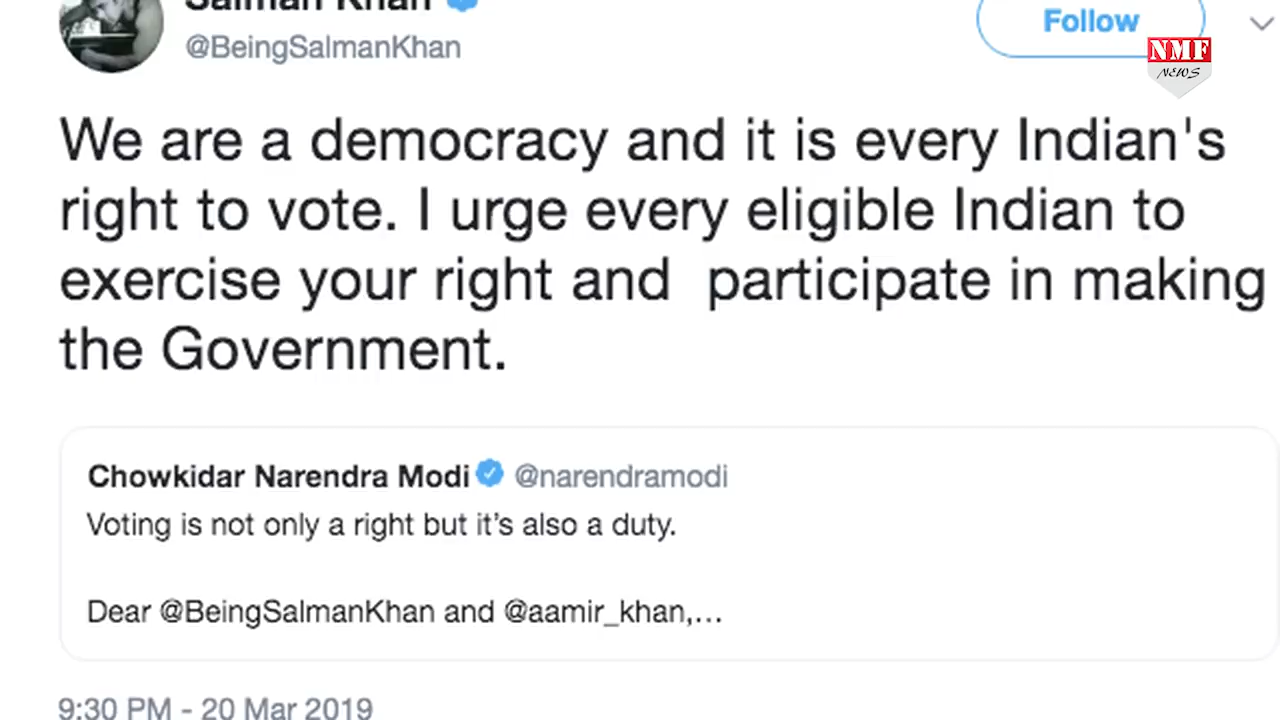 Salman Khan
@BeingSalmanKhan
Follow
NMF
NEWS
We are a democracy and it is every Indian's
right to vote. I urge every eligible Indian to
exercise your right and  participate in making
the Government.
Chowkidar Narendra Modi @narendramodi
Voting is not only a right but it’s also a duty.
Dear @BeingSalmanKhan and @aamir_khan,...
9:30 PM - 20 Mar 2019